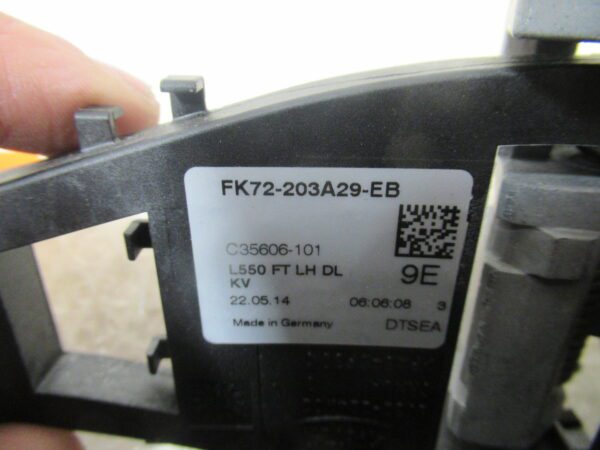 FK72-203A29-EB
C35606-101
L550 FT LH DL
KV
9E
22.05.14 06:06:08 3
Made in Germany DTSEA